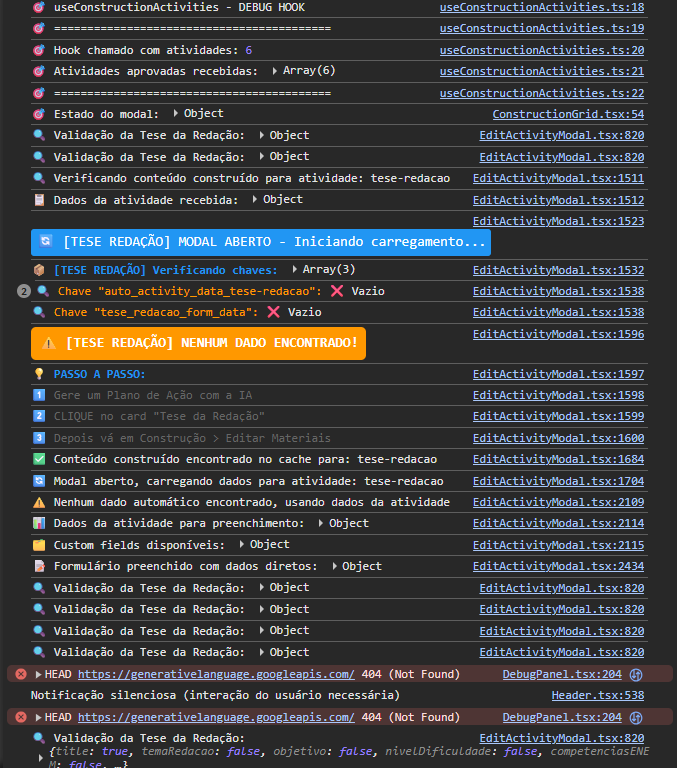 🎯 useConstructionActivities - DEBUG HOOK useConstructionActivities.ts:18
🎯 ========================================== useConstructionActivities.ts:19
🎯 Hook chamado com atividades: 6 useConstructionActivities.ts:20
🎯 Atividades aprovadas recebidas: ▶ Array(6) useConstructionActivities.ts:21
🎯 ========================================== useConstructionActivities.ts:22
🎯 Estado do modal: ▶ Object ConstructionGrid.tsx:54
🔍 Validação da Tese da Redação: ▶ Object EditActivityModal.tsx:820
🔍 Validação da Tese da Redação: ▶ Object EditActivityModal.tsx:820
🔍 Verificando conteúdo construído para atividade: tese-redacao EditActivityModal.tsx:1511
📋 Dados da atividade recebida: ▶ Object EditActivityModal.tsx:1512
EditActivityModal.tsx:1523
🔄 [TESE REDAÇÃO] MODAL ABERTO - Iniciando carregamento...
📦 [TESE REDAÇÃO] Verificando chaves: ▶ Array(3) EditActivityModal.tsx:1532
2 🔍 Chave "auto_activity_data_tese-redacao": ❌ Vazio EditActivityModal.tsx:1538
🔍 Chave "tese_redacao_form_data": ❌ Vazio EditActivityModal.tsx:1538
EditActivityModal.tsx:1596
⚠️ [TESE REDAÇÃO] NENHUM DADO ENCONTRADO!
💡 PASSO A PASSO: EditActivityModal.tsx:1597
1️⃣ Gere um Plano de Ação com a IA EditActivityModal.tsx:1598
2️⃣ CLIQUE no card "Tese da Redação" EditActivityModal.tsx:1599
3️⃣ Depois vá em Construção > Editar Materiais EditActivityModal.tsx:1600
✅ Conteúdo construído encontrado no cache para: tese-redacao EditActivityModal.tsx:1684
🔄 Modal aberto, carregando dados para atividade: tese-redacao EditActivityModal.tsx:1704
⚠️ Nenhum dado automático encontrado, usando dados da atividade EditActivityModal.tsx:2109
📊 Dados da atividade para preenchimento: ▶ Object EditActivityModal.tsx:2114
🗂️ Custom fields disponíveis: ▶ Object EditActivityModal.tsx:2115
📝 Formulário preenchido com dados diretos: ▶ Object EditActivityModal.tsx:2434
🔍 Validação da Tese da Redação: ▶ Object EditActivityModal.tsx:820
🔍 Validação da Tese da Redação: ▶ Object EditActivityModal.tsx:820
🔍 Validação da Tese da Redação: ▶ Object EditActivityModal.tsx:820
🔍 Validação da Tese da Redação: ▶ Object EditActivityModal.tsx:820
▶ HEAD https://generativelanguage.googleapis.com/ 404 (Not Found) DebugPanel.tsx:204
Notificação silenciosa (interação do usuário necessária) Header.tsx:538
▶ HEAD https://generativelanguage.googleapis.com/ 404 (Not Found) DebugPanel.tsx:204
🔍 Validação da Tese da Redação: EditActivityModal.tsx:820
▶ {title: true, temaRedacao: false, objetivo: false, nivelDificuldade: false, competenciasENE
M: false, …}